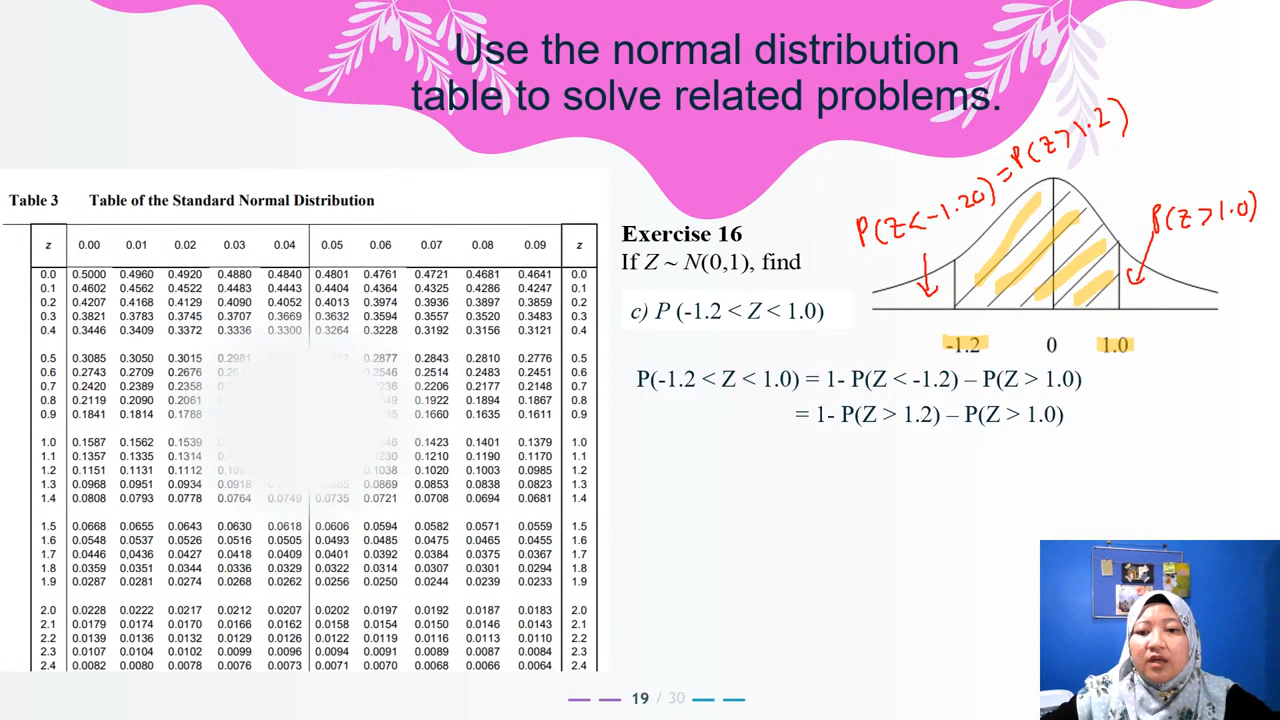 Use the normal distribution
table to solve related problems.
Table 3 Table of the Standard Normal Distribution
z 0.00 0.01 0.02 0.03 0.04 0.05 0.06 0.07 0.08 0.09 z
0.0 0.5000 0.4960 0.4920 0.4880 0.4840 0.4801 0.4761 0.4721 0.4681 0.4641 0.0
0.1 0.4602 0.4562 0.4522 0.4483 0.4443 0.4404 0.4364 0.4325 0.4286 0.4247 0.1
0.2 0.4207 0.4168 0.4129 0.4090 0.4052 0.4013 0.3974 0.3936 0.3897 0.3859 0.2
0.3 0.3821 0.3783 0.3745 0.3707 0.3669 0.3632 0.3594 0.3557 0.3520 0.3483 0.3
0.4 0.3446 0.3409 0.3372 0.3336 0.3300 0.3264 0.3228 0.3192 0.3156 0.3121 0.4
0.5 0.3085 0.3050 0.3015 0.2981 0.2877 0.2843 0.2810 0.2776 0.5
0.6 0.2743 0.2709 0.2676 0.2546 0.2514 0.2483 0.2451 0.6
0.7 0.2420 0.2389 0.2358 0.2206 0.2177 0.2148 0.7
0.8 0.2119 0.2090 0.2061 0.1922 0.1894 0.1867 0.8
0.9 0.1841 0.1814 0.1788 0.1660 0.1635 0.1611 0.9
1.0 0.1587 0.1562 0.1539 0.1423 0.1401 0.1379 1.0
1.1 0.1357 0.1335 0.1314 0.1210 0.1190 0.1170 1.1
1.2 0.1151 0.1131 0.1112 0.1038 0.1020 0.1003 0.0985 1.2
1.3 0.0968 0.0951 0.0934 0.0918 0.0869 0.0853 0.0838 0.0823 1.3
1.4 0.0808 0.0793 0.0778 0.0764 0.0749 0.0735 0.0721 0.0708 0.0694 0.0681 1.4
1.5 0.0668 0.0655 0.0643 0.0630 0.0618 0.0606 0.0594 0.0582 0.0571 0.0559 1.5
1.6 0.0548 0.0537 0.0526 0.0516 0.0505 0.0493 0.0485 0.0475 0.0465 0.0455 1.6
1.7 0.0446 0,0436 0.0427 0.0418 0.0409 0.0401 0.0392 0.0384 0.0375 0.0367 1.7
1.8 0.0359 0.0351 0.0344 0.0336 0.0329 0.0322 0.0314 0.0307 0.0301 0.0294 1.8
1.9 0.0287 0.0281 0.0274 0.0268 0.0262 0.0256 0.0250 0.0244 0.0239 0.0233 1.9
2.0 0.0228 0.0222 0.0217 0.0212 0.0207 0.0202 0.0197 0.0192 0.0187 0.0183 2.0
2.1 0.0179 0.0174 0.0170 0.0166 0.0162 0.0158 0.0154 0.0150 0.0146 0.0143 2.1
2.2 0.0139 0.0136 0.0132 0.0129 0.0126 0.0122 0.0119 0.0116 0.0113 0.0110 2.2
2.3 0.0107 0.0104 0.0102 0.0099 0.0096 0.0094 0.0091 0.0089 0.0087 0.0084 2.3
2.4 0.0082 0.0080 0.0078 0.0076 0.0073 0.0071 0.0070 0.0068 0.0066 0.0064 2.4
Exercise 16
If Z ~ N(0,1), find
c) P (-1.2 < Z < 1.0)
P(Z<-1.20) = P(Z>1.2)
P(Z>1.0)
-1.2 0 1.0
P(-1.2 < Z < 1.0) = 1- P(Z < -1.2) – P(Z > 1.0)
= 1- P(Z > 1.2) – P(Z > 1.0)
19 / 30